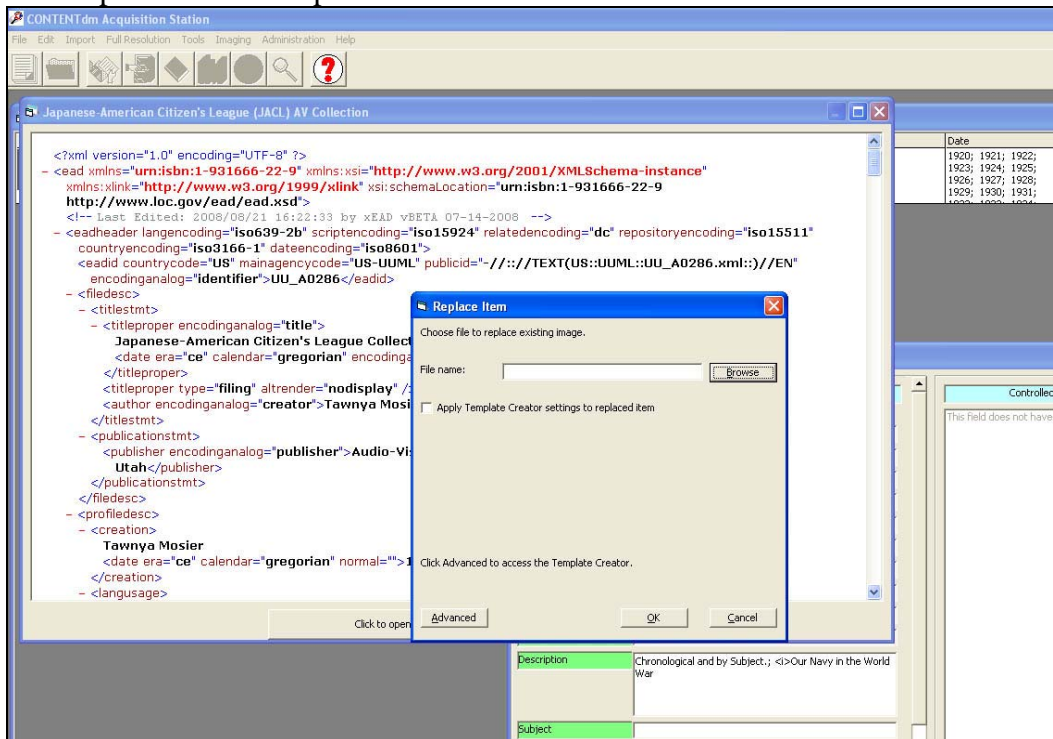 CONTENTdm Acquisition Station
File Edit Import Full Resolution Tools Imaging Administration Help
Japanese-American Citizen's League (JACL) AV Collection
<?xml version="1.0" encoding="UTF-8" ?>
- <ead xmlns="urn:isbn:1-931666-22-9" xmlns:xsi="http://www.w3.org/2001/XMLSchema-instance"
xmlns:xlink="http://www.w3.org/1999/xlink" xsi:schemaLocation="urn:isbn:1-931666-22-9
http://www.loc.gov/ead/ead.xsd">
<!-- Last Edited: 2008/08/21 16:22:33 by xEAD vBETA 07-14-2008 -->
- <eadheader langencoding="iso639-2b" scriptencoding="iso15924" relatedencoding="dc" repositoryencoding="iso15511"
countryencoding="iso3166-1" dateencoding="iso8601">
<eadid countrycode="US" mainagencycode="US-UUML" publicid="-//:://TEXT(US::UUML::UU_A0286.xml::)//EN"
encodinganalog="identifier">UU_A0286</eadid>
- <filedesc>
- <titlestmt>
- <titleproper encodinganalog="title">
Japanese-American Citizen's League Collect
<date era="ce" calendar="gregorian" encodinga
</titleproper>
<titleproper type="filing" altrender="nodisplay" /
<author encodinganalog="creator">Tawnya Mosi
</titlestmt>
- <publicationstmt>
<publisher encodinganalog="publisher">Audio-Vi
Utah</publisher>
</publicationstmt>
</filedesc>
- <profiledesc>
- <creation>
Tawnya Mosier
<date era="ce" calendar="gregorian" normal="">1
</creation>
- <langusage>
Click to open
Replace Item
Choose file to replace existing image.
File name:
Browse
Apply Template Creator settings to replaced item
Click Advanced to access the Template Creator.
Advanced OK Cancel
Date
1920; 1921; 1922;
1923; 1924; 1925;
1926; 1927; 1928;
1929; 1930; 1931;
Controlled
This field does not have
Description
Chronological and by Subject.; <i>Our Navy in the World
War
Subject